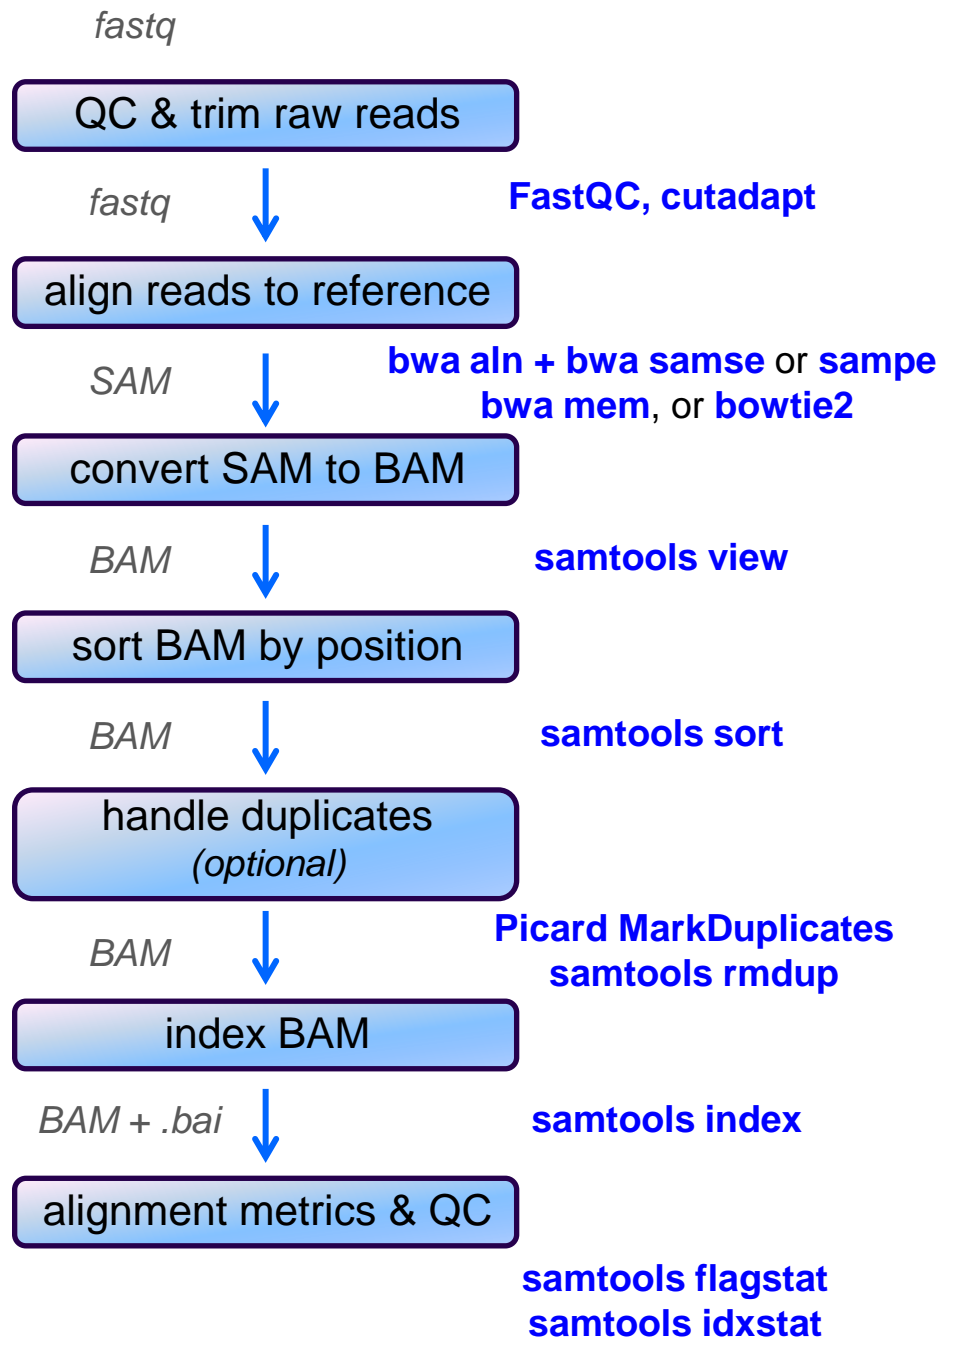 fastq
QC & trim raw reads
fastq
FastQC, cutadapt
align reads to reference
SAM
bwa aln + bwa samse or sampe
bwa mem, or bowtie2
convert SAM to BAM
BAM
samtools view
sort BAM by position
BAM
samtools sort
handle duplicates
(optional)
BAM
Picard MarkDuplicates
samtools rmdup
index BAM
BAM + .bai
samtools index
alignment metrics & QC
samtools flagstat
samtools idxstat